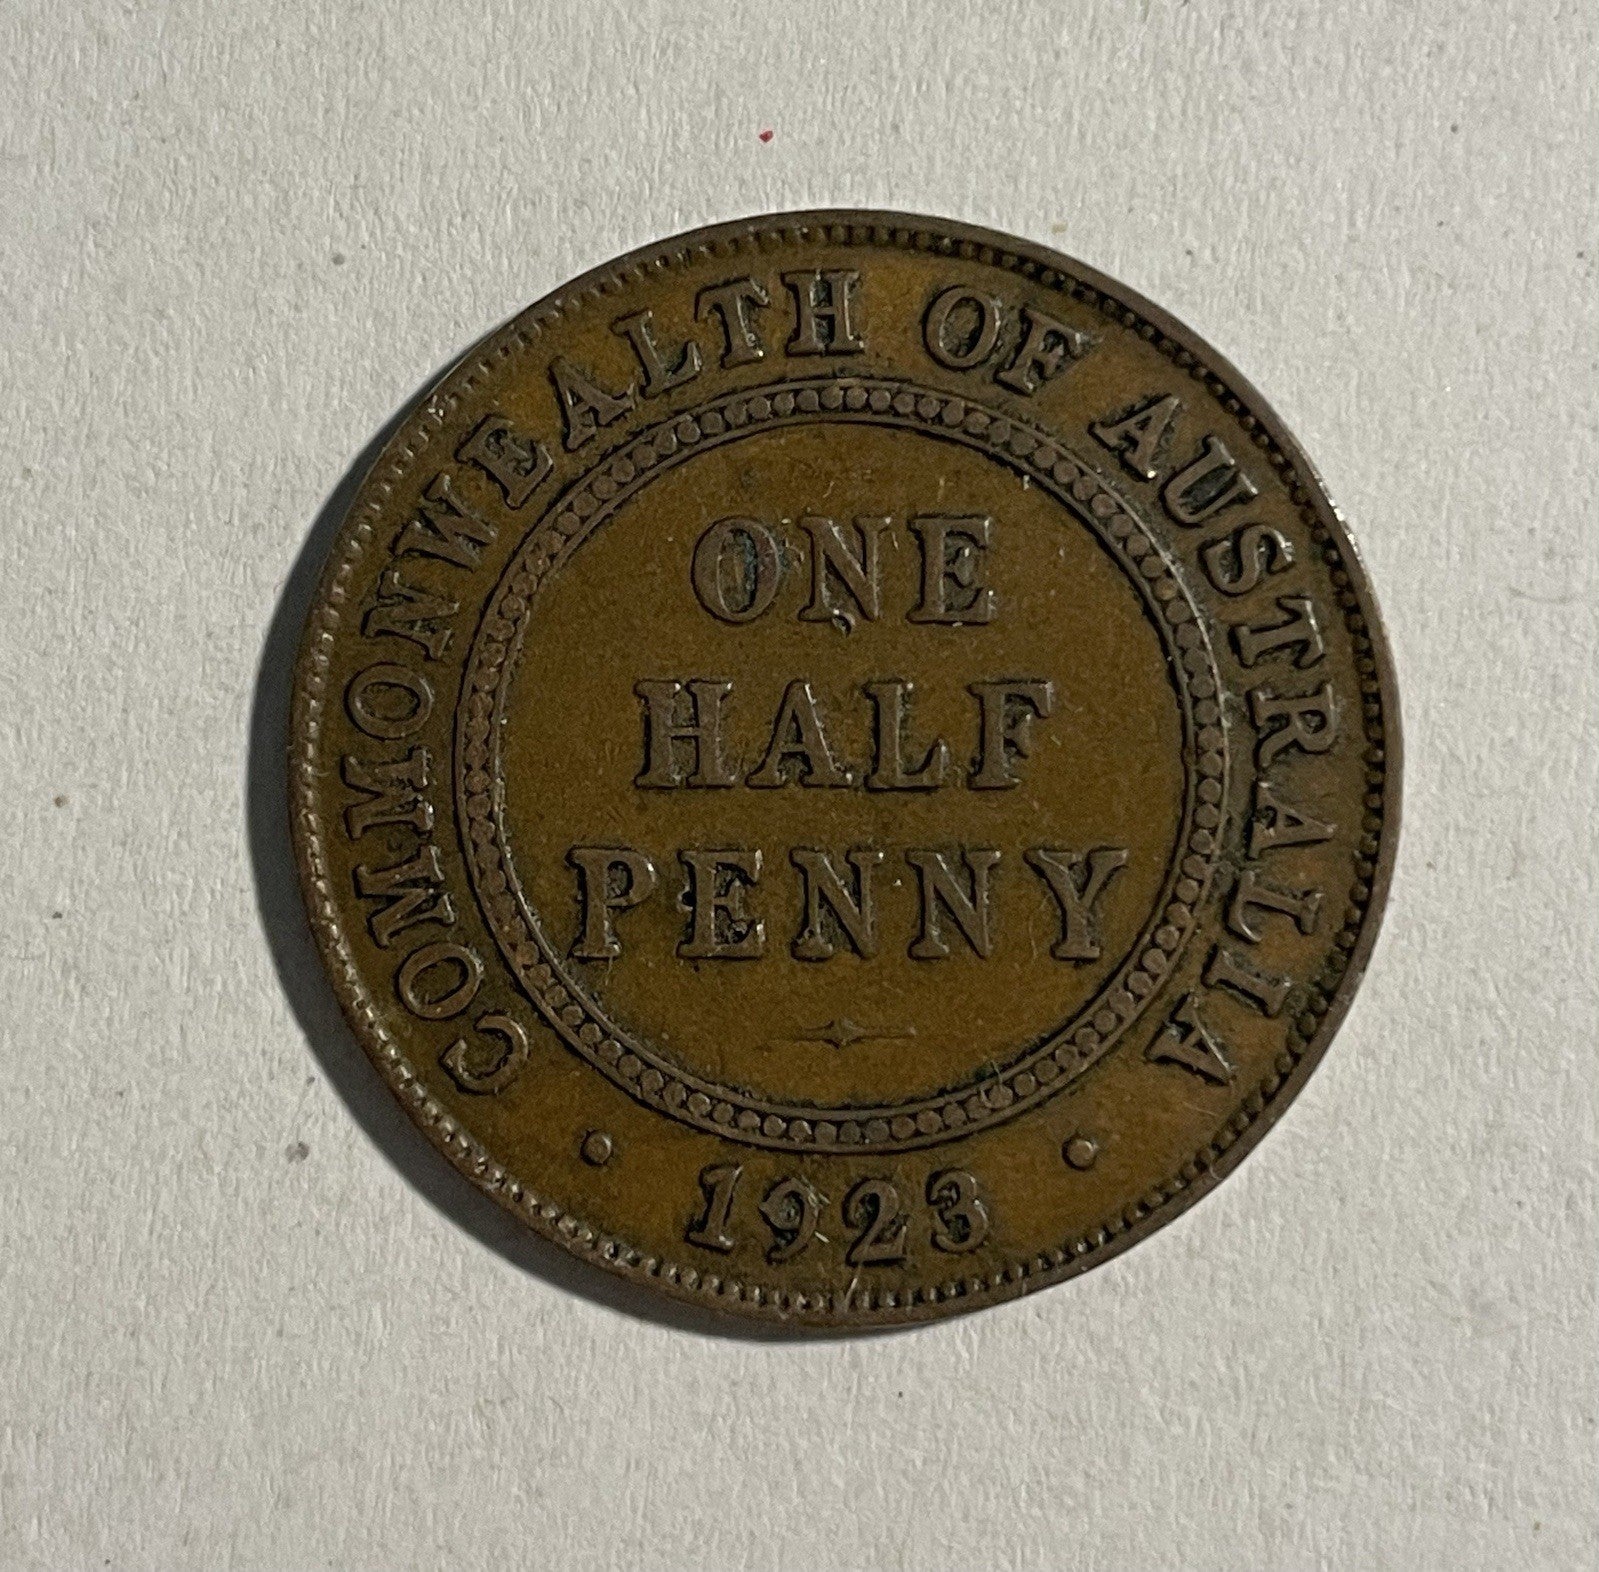 COMMONWEALTH OF AUSTRALIA
ONE
HALF
PENNY
· 1923 ·